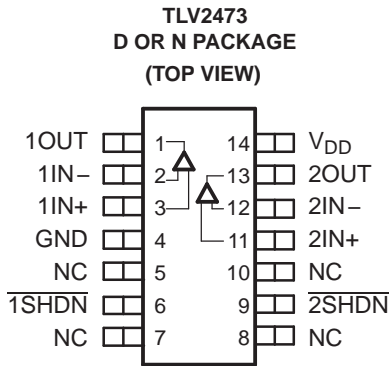 TLV2473
D OR N PACKAGE
(TOP VIEW)
1OUT 1 14 VDD
1IN− 2 13 2OUT
1IN+ 3 12 2IN−
GND 4 11 2IN+
NC 5 10 NC
1SHDN 6 9 2SHDN
NC 7 8 NC